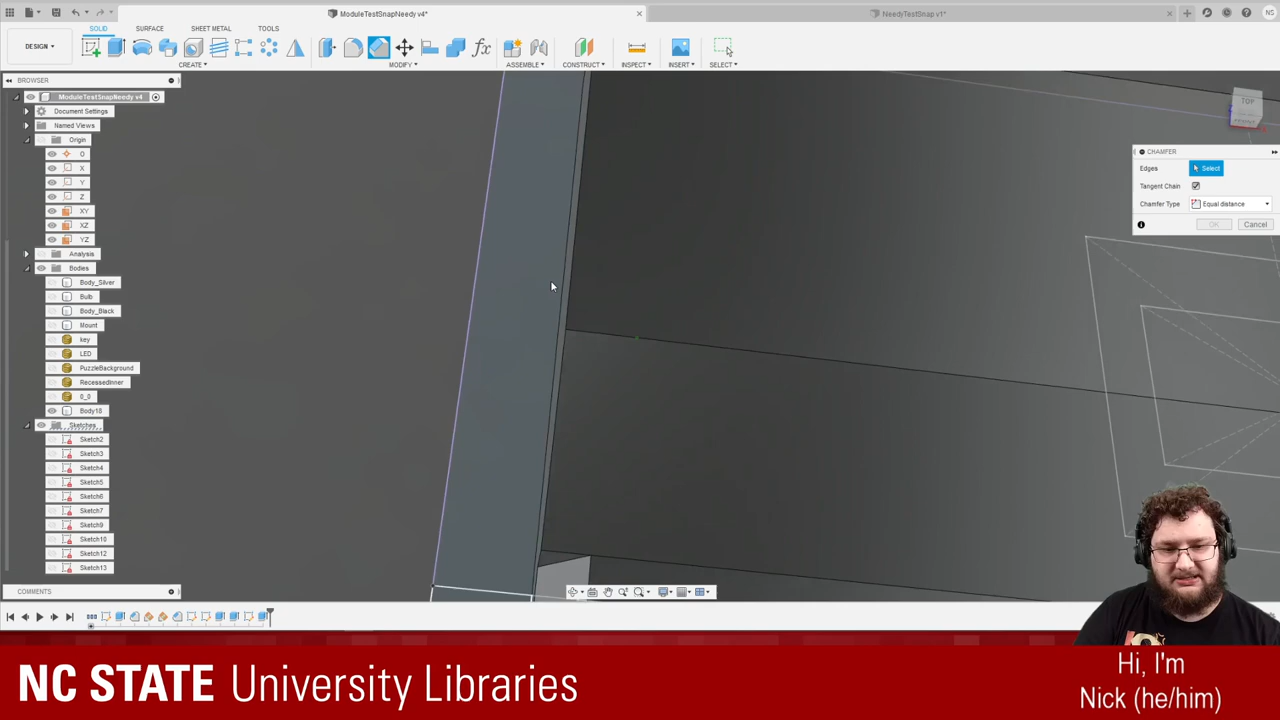 ModuleTestSnapNeedy v4*
NeedyTestSnap v1*
NS
DESIGN
SOLID
SURFACE
SHEET METAL
TOOLS
CREATE
MODIFY
ASSEMBLE
CONSTRUCT
INSPECT
INSERT
SELECT
BROWSER
ModuleTestSnapNeedy v4
Document Settings
Named Views
Origin
O
X
Y
Z
XY
XZ
YZ
Analysis
Bodies
Body_Silver
Bulb
Body_Black
Mount
key
LED
PuzzleBackground
RecessedInner
0_0
Body18
Sketches
Sketch2
Sketch3
Sketch4
Sketch5
Sketch6
Sketch7
Sketch9
Sketch10
Sketch12
Sketch13
COMMENTS
TOP
CHAMFER
Edges Select
Tangent Chain
Chamfer Type Equal distance
OK Cancel
NC STATE University Libraries
Hi, I'm
Nick (he/him)